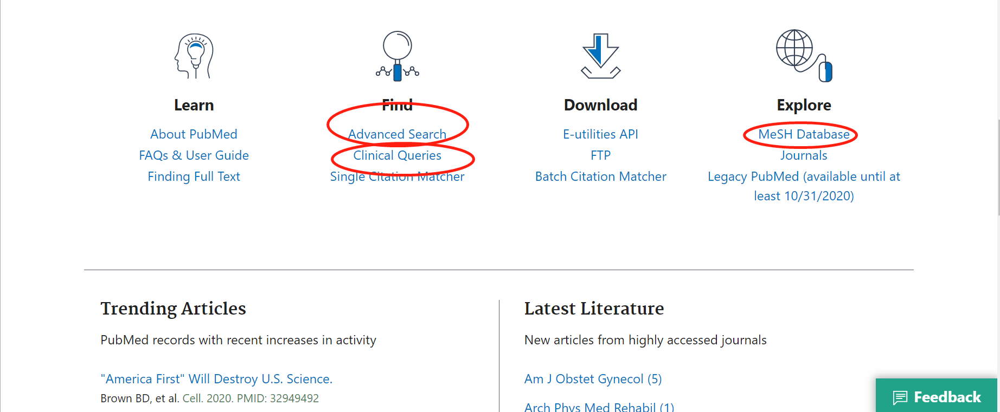 Learn
About PubMed
FAQs & User Guide
Finding Full Text
Find
Advanced Search
Clinical Queries
Single Citation Matcher
Download
E-utilities API
FTP
Batch Citation Matcher
Explore
MeSH Database
Journals
Legacy PubMed (available until at
least 10/31/2020)
Trending Articles
PubMed records with recent increases in activity
"America First" Will Destroy U.S. Science.
Brown BD, et al. Cell. 2020. PMID: 32949492
Latest Literature
New articles from highly accessed journals
Am J Obstet Gynecol (5)
Arch Phys Med Rehabil (1)
Feedback